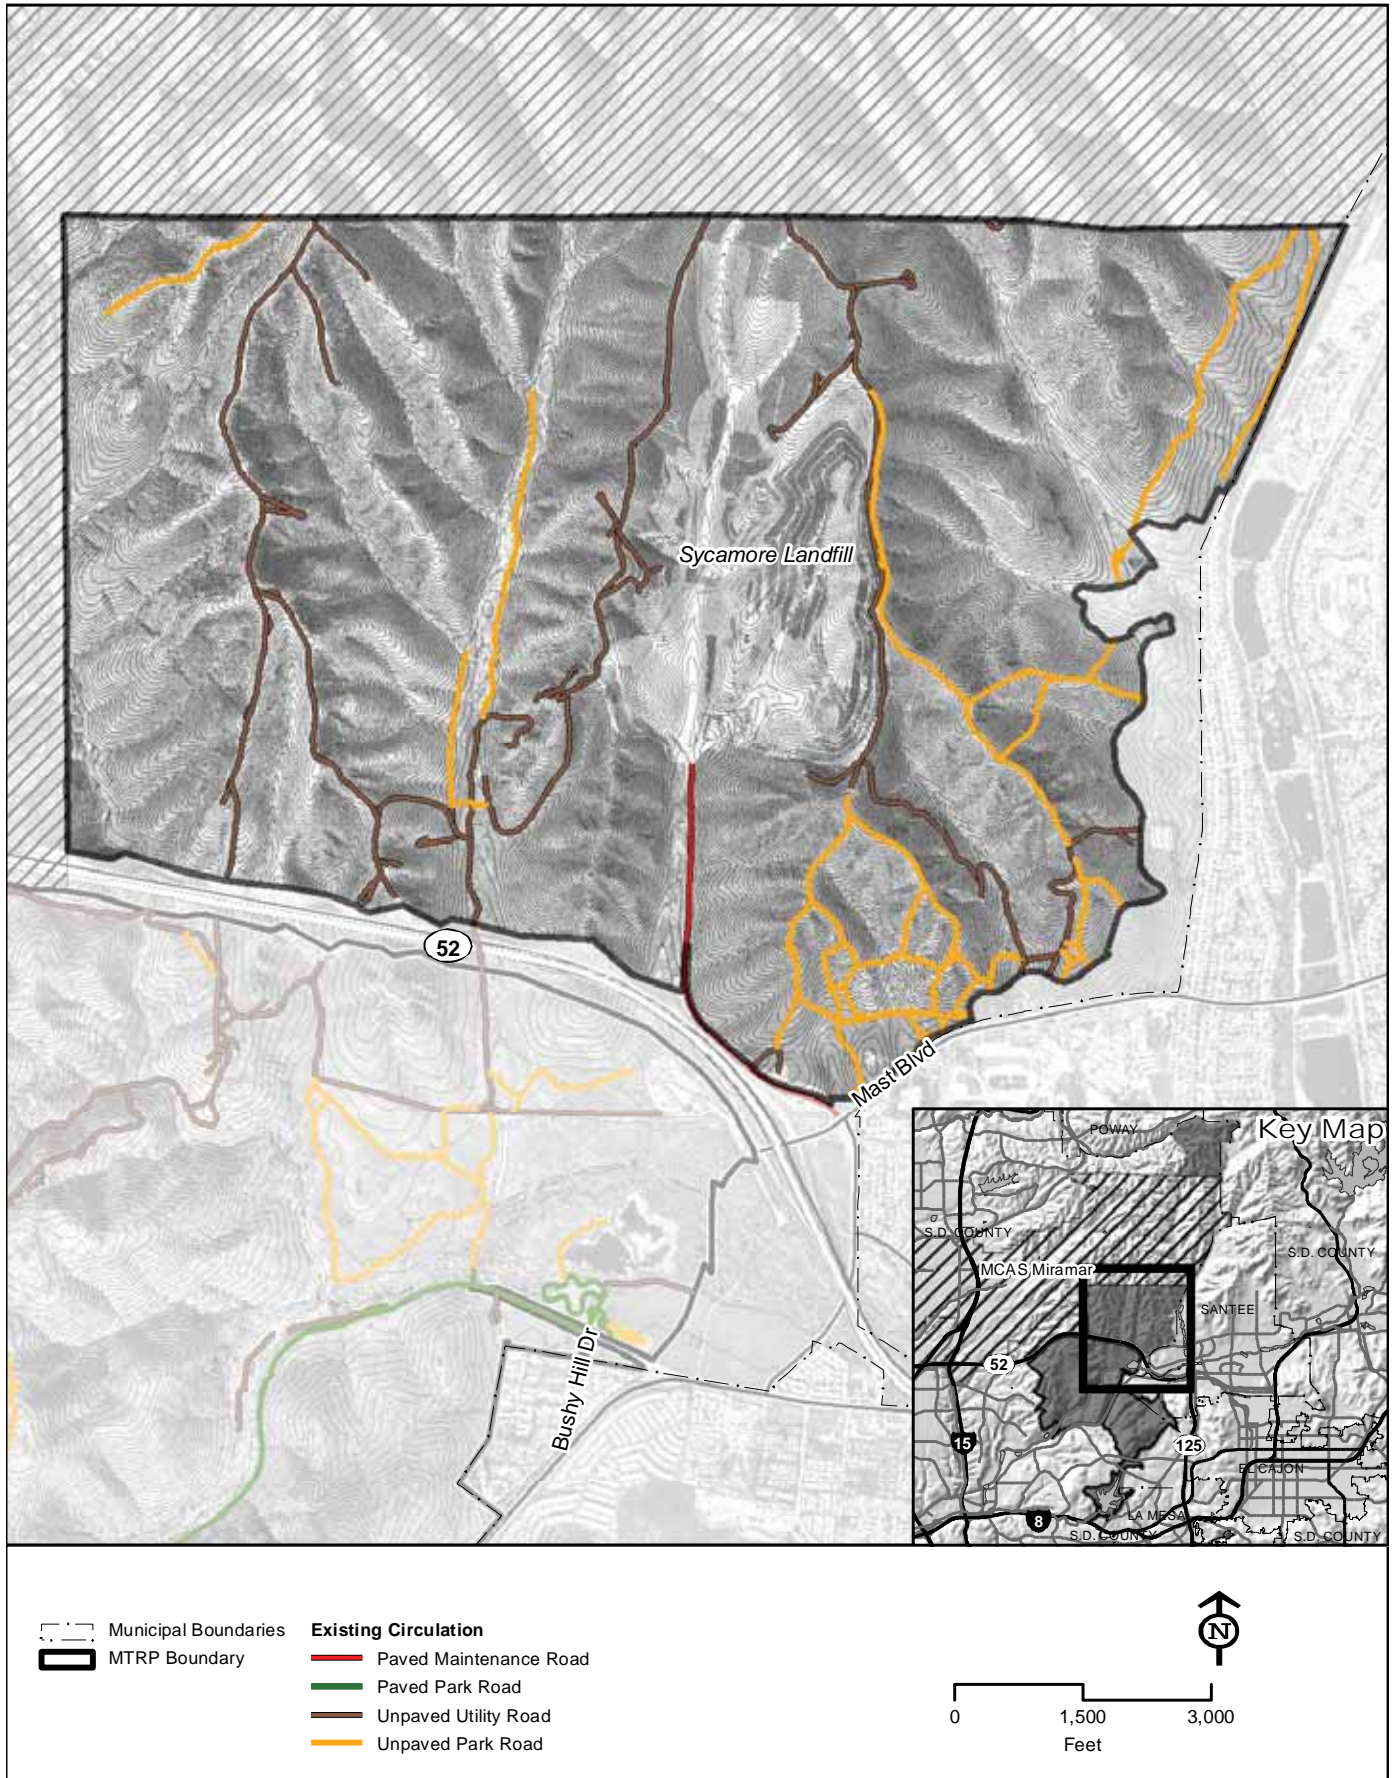 Sycamore Landfill
52
Mast Blvd
Bushy Hill Dr
Key Map
POWAY
S.D. COUNTY
S.D. COUNTY
MCAS Miramar
SANTEE
52
15
125
EL CAJON
8
LA MESA
S.D. COUNTY
S.D. COUNTY
Municipal Boundaries
MTRP Boundary
Existing Circulation
Paved Maintenance Road
Paved Park Road
Unpaved Utility Road
Unpaved Park Road
N
0 1,500 3,000
Feet